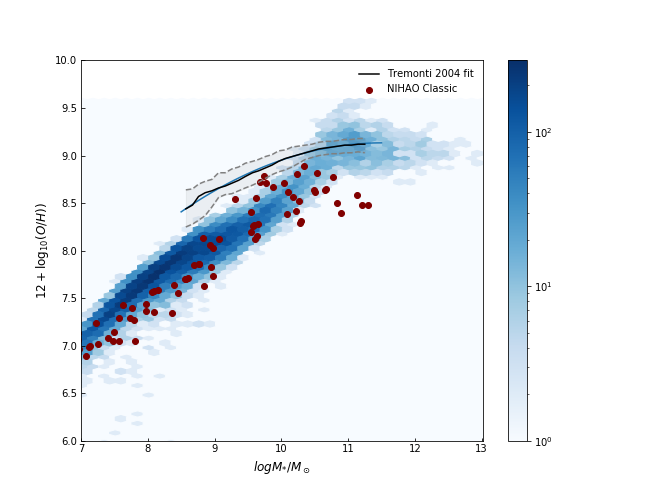 Tremonti 2004 fit
NIHAO Classic
10.0
9.5
9.0
8.5
8.0
7.5
7.0
6.5
6.0
12 + log₁₀(O/H))
7 8 9 10 11 12 13
logM*/M⊙
10²
10¹
10⁰